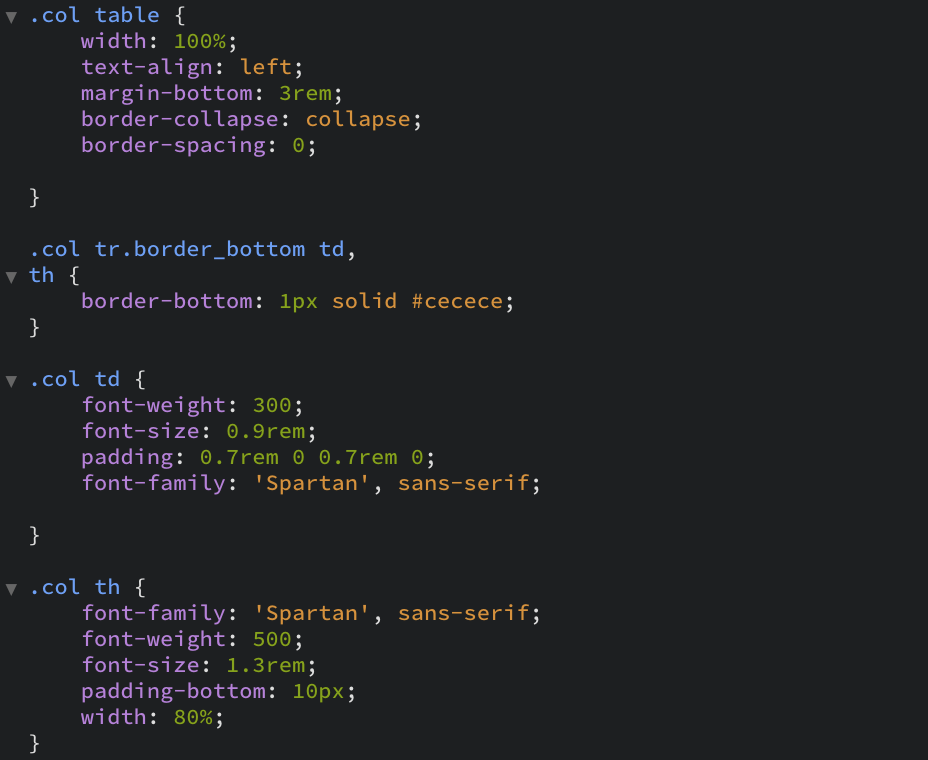 .col table {
    width: 100%;
    text-align: left;
    margin-bottom: 3rem;
    border-collapse: collapse;
    border-spacing: 0;

}

.col tr.border_bottom td,
th {
    border-bottom: 1px solid #cecece;
}

.col td {
    font-weight: 300;
    font-size: 0.9rem;
    padding: 0.7rem 0 0.7rem 0;
    font-family: 'Spartan', sans-serif;

}

.col th {
    font-family: 'Spartan', sans-serif;
    font-weight: 500;
    font-size: 1.3rem;
    padding-bottom: 10px;
    width: 80%;
}